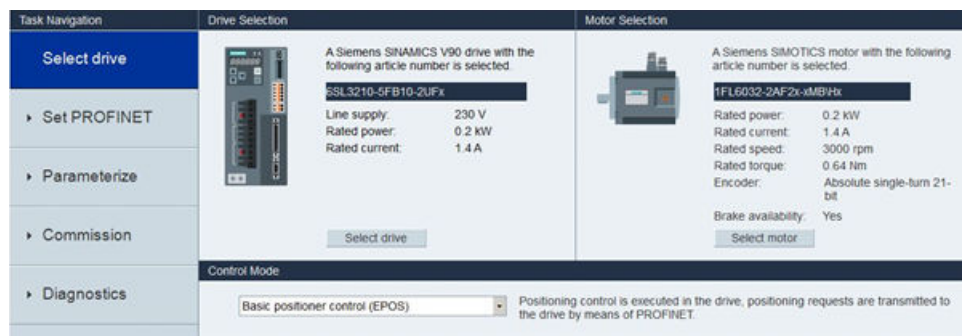 Task Navigation
Select drive
Set PROFINET
Parameterize
Commission
Diagnostics
Drive Selection
A Siemens SINAMICS V90 drive with the
following article number is selected.
6SL3210-5FB10-2UFx
Line supply: 230 V
Rated power: 0.2 kW
Rated current: 1.4 A
Select drive
Motor Selection
A Siemens SIMOTICS motor with the following
article number is selected.
1FL6032-2AF2x-xMB\Hx
Rated power: 0.2 kW
Rated current: 1.4 A
Rated speed: 3000 rpm
Rated torque: 0.64 Nm
Encoder: Absolute single-turn 21-
bit
Brake availability: Yes
Select motor
Control Mode
Basic positioner control (EPOS)
Positioning control is executed in the drive, positioning requests are transmitted to
the drive by means of PROFINET.